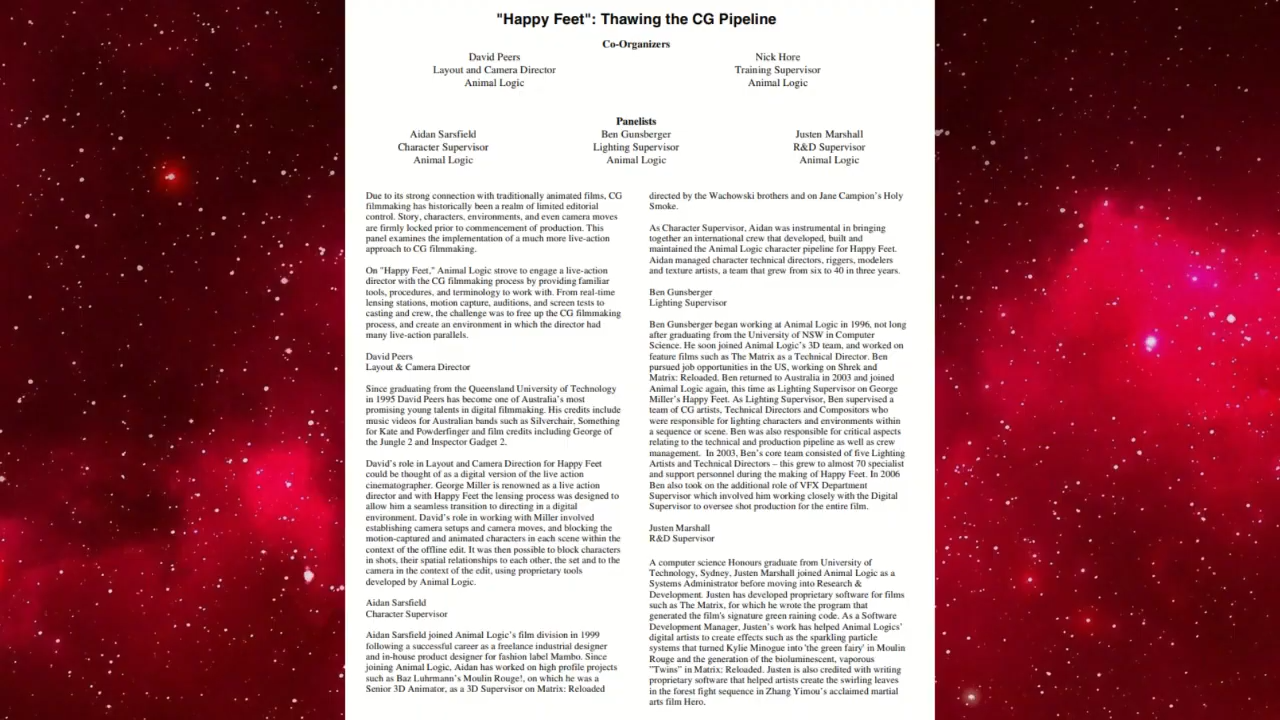 "Happy Feet": Thawing the CG Pipeline
Co-Organizers
David Peers
Layout and Camera Director
Animal Logic
Nick Hore
Training Supervisor
Animal Logic
Panelists
Aidan Sarsfield
Character Supervisor
Animal Logic
Ben Gunsberger
Lighting Supervisor
Animal Logic
Justen Marshall
R&D Supervisor
Animal Logic
Due to its strong connection with traditionally animated films, CG
filmmaking has historically been a realm of limited editorial
control. Story, characters, environments, and even camera moves
are firmly locked prior to commencement of production. This
panel examines the implementation of a much more live-action
approach to CG filmmaking.
On "Happy Feet," Animal Logic strove to engage a live-action
director with the CG filmmaking process by providing familiar
tools, procedures, and terminology to work with. From real-time
lensing stations, motion capture, auditions, and screen tests to
casting and crew, the challenge was to free up the CG filmmaking
process, and create an environment in which the director had
many live-action parallels.
David Peers
Layout & Camera Director
Since graduating from the Queensland University of Technology
in 1995 David Peers has become one of Australia's most
promising young talents in digital filmmaking. His credits include
music videos for Australian bands such as Silverchair, Something
for Kate and Powderfinger and film credits including George of
the Jungle 2 and Inspector Gadget 2.
David's role in Layout and Camera Direction for Happy Feet
could be thought of as a digital version of the live action
cinematographer. George Miller is renowned as a live action
director and with Happy Feet the lensing process was designed to
allow him a seamless transition to directing in a digital
environment. David's role in working with Miller involved
establishing camera setups and camera moves, and blocking the
motion-captured and animated characters in each scene within the
context of the offline edit. It was then possible to block characters
in shots, their spatial relationships to each other, the set and to the
camera in the context of the edit, using proprietary tools
developed by Animal Logic.
Aidan Sarsfield
Character Supervisor
Aidan Sarsfield joined Animal Logic's film division in 1999
following a successful career as a freelance industrial designer
and in-house product designer for fashion label Mambo. Since
joining Animal Logic, Aidan has worked on high profile projects
such as Baz Luhrmann's Moulin Rouge!, on which he was a
Senior 3D Animator, as a 3D Supervisor on Matrix: Reloaded
directed by the Wachowski brothers and on Jane Campion's Holy
Smoke.
As Character Supervisor, Aidan was instrumental in bringing
together an international crew that developed, built and
maintained the Animal Logic character pipeline for Happy Feet.
Aidan managed character technical directors, riggers, modelers
and texture artists, a team that grew from six to 40 in three years.
Ben Gunsberger
Lighting Supervisor
Ben Gunsberger began working at Animal Logic in 1996, not long
after graduating from the University of NSW in Computer
Science. He soon joined Animal Logic's 3D team, and worked on
feature films such as The Matrix as a Technical Director. Ben
pursued job opportunities in the US, working on Shrek and
Matrix: Reloaded. Ben returned to Australia in 2003 and joined
Animal Logic again, this time as Lighting Supervisor on George
Miller's Happy Feet. As Lighting Supervisor, Ben supervised a
team of CG artists, Technical Directors and Compositors who
were responsible for lighting characters and environments within
a sequence or scene. Ben was also responsible for critical aspects
relating to the technical and production pipeline as well as crew
management. In 2003, Ben's core team consisted of five Lighting
Artists and Technical Directors – this grew to almost 70 specialist
and support personnel during the making of Happy Feet. In 2006
Ben also took on the additional role of VFX Department
Supervisor which involved him working closely with the Digital
Supervisor to oversee shot production for the entire film.
Justen Marshall
R&D Supervisor
A computer science Honours graduate from University of
Technology, Sydney, Justen Marshall joined Animal Logic as a
Systems Administrator before moving into Research &
Development. Justen has developed proprietary software for films
such as The Matrix, for which he wrote the program that
generated the film's signature green raining code. As a Software
Development Manager, Justen's work has helped Animal Logics'
digital artists to create effects such as the sparkling particle
systems that turned Kylie Minogue into 'the green fairy' in Moulin
Rouge and the generation of the bioluminescent, vaporous
"Twins" in Matrix: Reloaded. Justen is also credited with writing
proprietary software that helped artists create the swirling leaves
in the forest fight sequence in Zhang Yimou's acclaimed martial
arts film Hero.